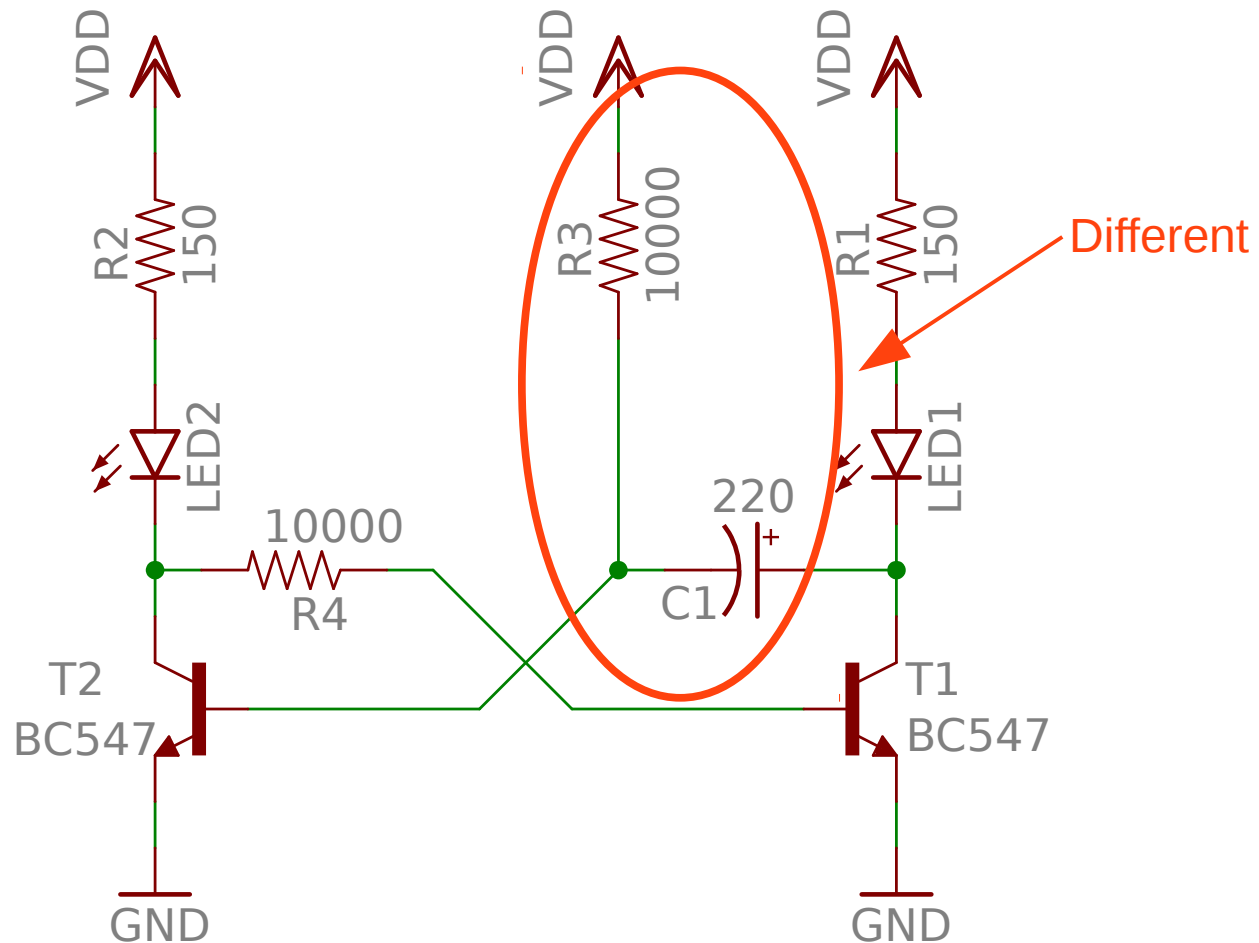 VDD
VDD
VDD
R2
150
R3
10000
R1
150
Different
LED2
LED1
10000
R4
220
+
C1
T2
BC547
T1
BC547
GND
GND